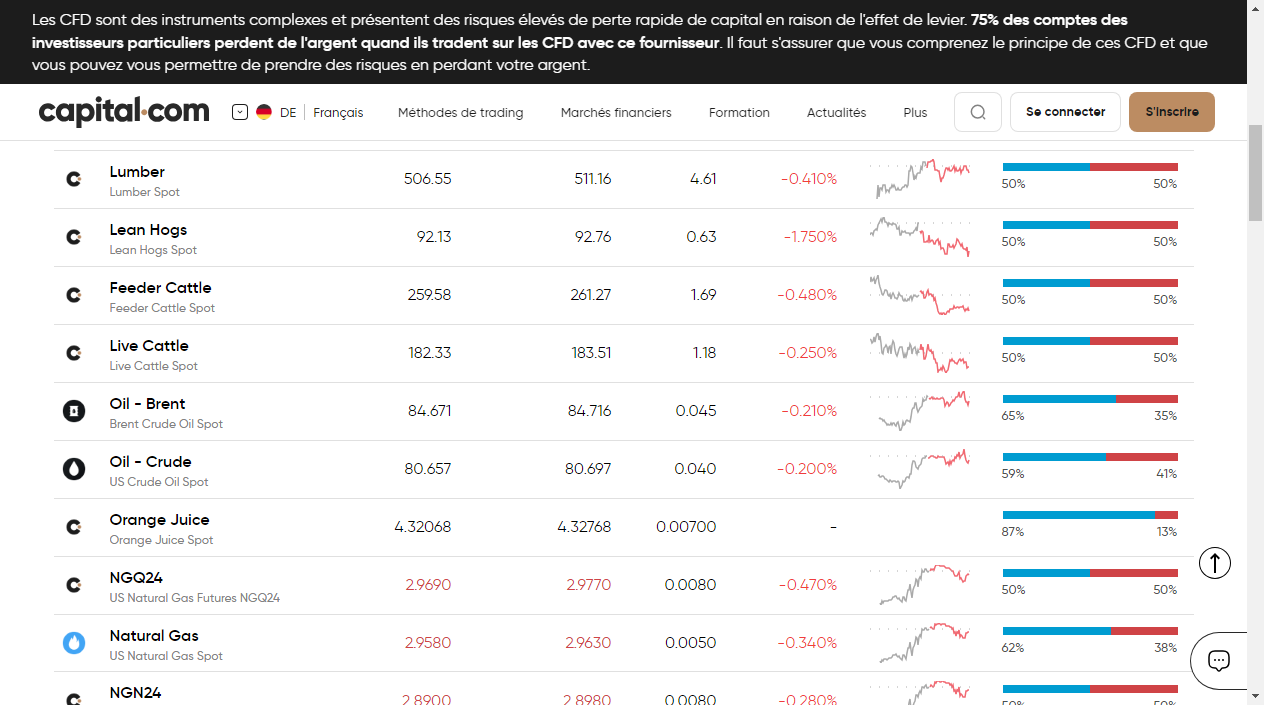 Les CFD sont des instruments complexes et présentent des risques élevés de perte rapide de capital en raison de l'effet de levier. 75% des comptes des
investisseurs particuliers perdent de l'argent quand ils tradent sur les CFD avec ce fournisseur. Il faut s'assurer que vous comprenez le principe de ces CFD et que
vous pouvez vous permettre de prendre des risques en perdant votre argent.
capital.com DE Français Méthodes de trading Marchés financiers Formation Actualités Plus Se connecter S'inscrire
Lumber 506.55 511.16 4.61 -0.410%
Lumber Spot 50% 50%
Lean Hogs 92.13 92.76 0.63 -1.750%
Lean Hogs Spot 50% 50%
Feeder Cattle 259.58 261.27 1.69 -0.480%
Feeder Cattle Spot 50% 50%
Live Cattle 182.33 183.51 1.18 -0.250%
Live Cattle Spot 50% 50%
Oil - Brent 84.671 84.716 0.045 -0.210%
Brent Crude Oil Spot 65% 35%
Oil - Crude 80.657 80.697 0.040 -0.200%
US Crude Oil Spot 59% 41%
Orange Juice 4.32068 4.32768 0.00700 -
Orange Juice Spot 87% 13%
NGQ24 2.9690 2.9770 0.0080 -0.470%
US Natural Gas Futures NGQ24 50% 50%
Natural Gas 2.9580 2.9630 0.0050 -0.340%
US Natural Gas Spot 62% 38%
NGN24 2.8900 2.8980 0.0080 -0.280%
50% 50%